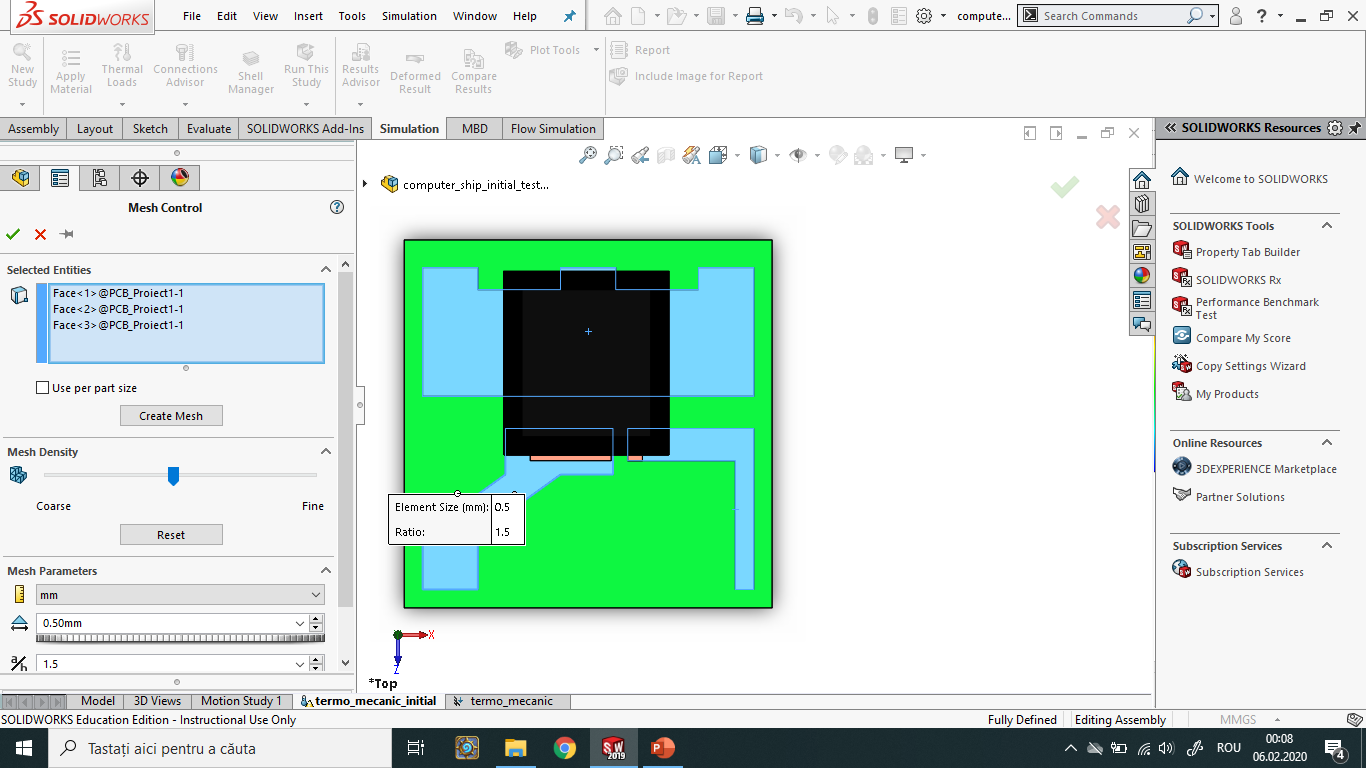 SOLIDWORKS File Edit View Insert Tools Simulation Window Help compute... Search Commands
New Study
Apply Material
Thermal Loads
Connections Advisor
Shell Manager
Run This Study
Results Advisor
Deformed Result
Compare Results
Plot Tools
Report
Include Image for Report
Assembly Layout Sketch Evaluate SOLIDWORKS Add-Ins Simulation MBD Flow Simulation
Mesh Control
Selected Entities
Face<1>@PCB_Proiect1-1
Face<2>@PCB_Proiect1-1
Face<3>@PCB_Proiect1-1
Use per part size
Create Mesh
Mesh Density
Coarse Fine
Reset
Mesh Parameters
mm
0.50mm
a/h 1.5
computer_ship_initial_test...
Element Size (mm): 0.5
Ratio: 1.5
X
Z
*Top
SOLIDWORKS Resources
Welcome to SOLIDWORKS
SOLIDWORKS Tools
Property Tab Builder
SOLIDWORKS Rx
Performance Benchmark
Test
Compare My Score
Copy Settings Wizard
My Products
Online Resources
3DEXPERIENCE Marketplace
Partner Solutions
Subscription Services
Subscription Services
Model 3D Views Motion Study 1 termo_mecanic_initial termo_mecanic
SOLIDWORKS Education Edition - Instructional Use Only Fully Defined Editing Assembly MMGS
Tastați aici pentru a căuta
SW 2019
P
ROU
00:08
06.02.2020
4